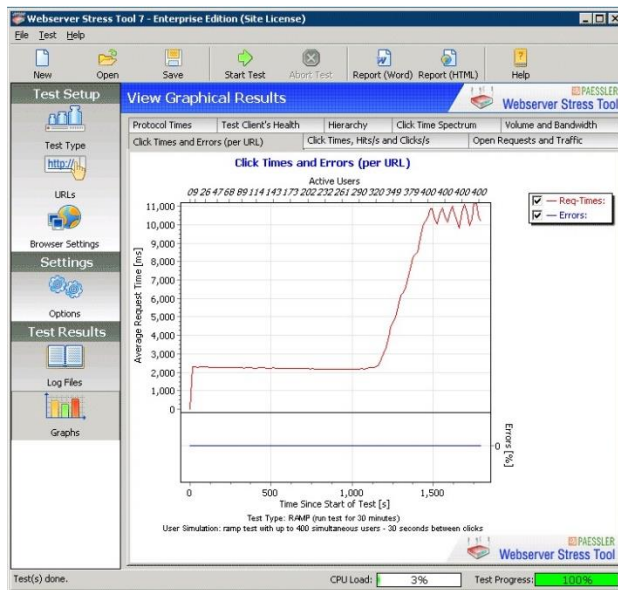 Webserver Stress Tool 7 - Enterprise Edition (Site License)
File Test Help
New Open Save Start Test Abort Test Report (Word) Report (HTML) Help
Test Setup
Test Type
http://
URLs
Browser Settings
Settings
Options
Test Results
Log Files
Graphs
View Graphical Results
PAESSLER
Webserver Stress Tool
Protocol Times Test Client's Health Hierarchy Click Time Spectrum Volume and Bandwidth
Click Times and Errors (per URL) Click Times, Hits/s and Clicks/s Open Requests and Traffic
Click Times and Errors (per URL)
Active Users
09 26 47 68 89 114 143 173 202 232 261 290 320 349 379 400 400 400 400
Req-Times:
Errors:
Average Request Time [ms]
11,000
10,000
9,000
8,000
7,000
6,000
5,000
4,000
3,000
2,000
1,000
0
0
Errors [%]
0 500 1,000 1,500
Time Since Start of Test [s]
Test Type: RAMP (run test for 30 minutes)
User Simulation: ramp test with up to 400 simultaneous users - 30 seconds between clicks
PAESSLER
Webserver Stress Tool
Test(s) done. CPU Load: 3% Test Progress: 100%